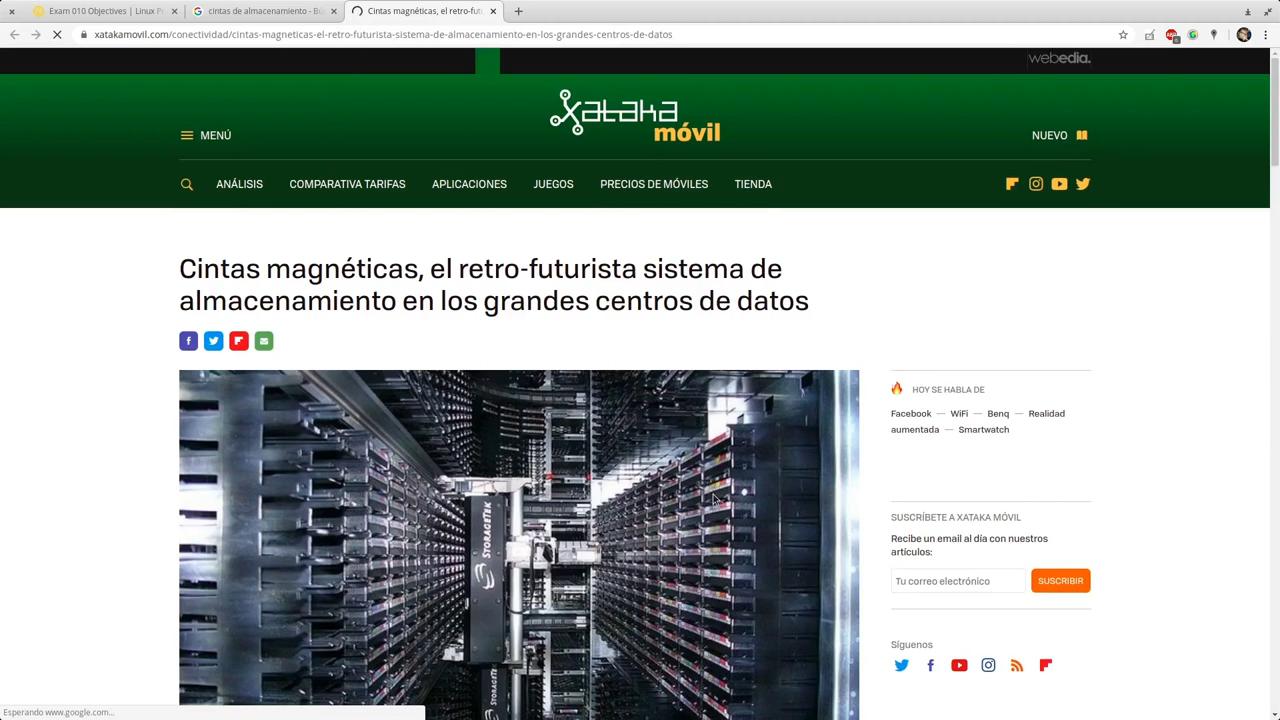 Exam 010 Objectives | Linux P
cintas de almacenamiento - Bú
Cintas magnéticas, el retro-fut
xatakamovil.com/conectividad/cintas-magneticas-el-retro-futurista-sistema-de-almacenamiento-en-los-grandes-centros-de-datos
webedia.
xataka
móvil
MENÚ
NUEVO
ANÁLISIS COMPARATIVA TARIFAS APLICACIONES JUEGOS PRECIOS DE MÓVILES TIENDA
Cintas magnéticas, el retro-futurista sistema de
almacenamiento en los grandes centros de datos
HOY SE HABLA DE
Facebook — WiFi — Benq — Realidad
aumentada — Smartwatch
STORAGETEK
SUSCRÍBETE A XATAKA MÓVIL
Recibe un email al día con nuestros
artículos:
Tu correo electrónico
SUSCRIBIR
Síguenos
Esperando www.google.com...